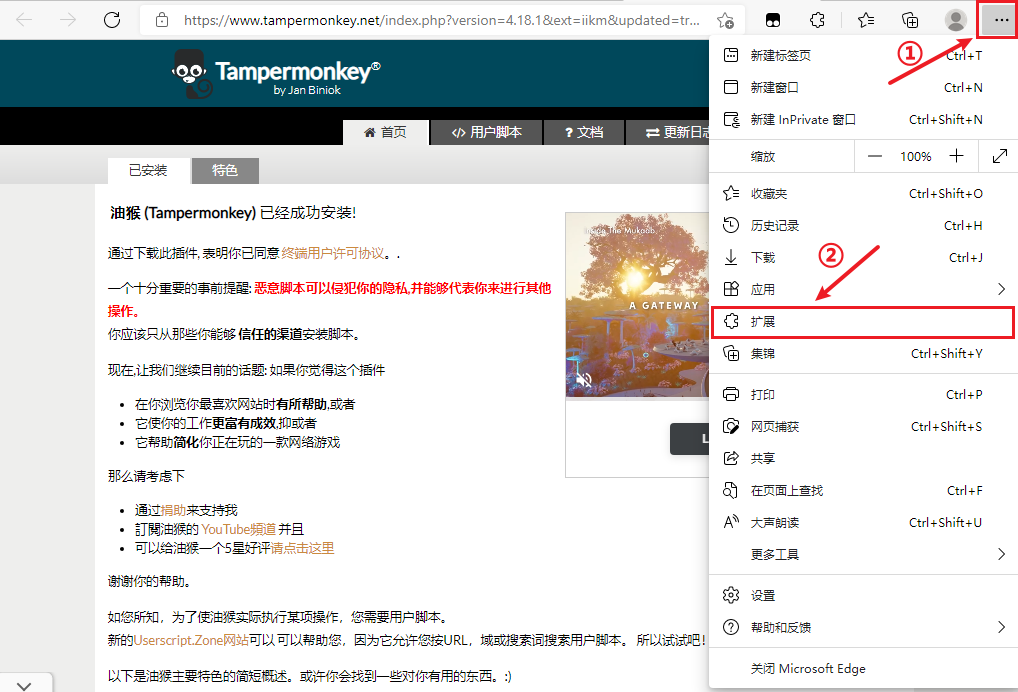 https://www.tampermonkey.net/index.php?version=4.18.1&ext=iikm&updated=tr...
Tampermonkey®
by Jan Biniok
首页
用户脚本
文档
更新日志
已安装
特色
油猴 (Tampermonkey) 已经成功安装!
通过下载此插件, 表明你已同意 终端用户许可协议。.
一个十分重要的事前提醒: 恶意脚本可以侵犯你的隐私,并能够代表你来进行其他
操作。
你应该只从那些你能够 信任的渠道安装脚本。
现在,让我们继续目前的话题: 如果你觉得这个插件
• 在你浏览你最喜欢网站时有所帮助,或者
• 它使你的工作更富有成效,抑或者
• 它帮助简化你正在玩的一款网络游戏
那么请考虑下
• 通过捐助来支持我
• 訂閱油猴的 YouTube頻道 并且
• 可以给油猴一个5星好评请点击这里
谢谢你的帮助。
如您所知，为了使油猴实际执行某项操作，您需要用户脚本。
新的Userscript.Zone网站可以 可以帮助您，因为它允许您按URL，域或搜索词搜索用户脚本。 所以试试吧!
以下是油猴主要特色的简短概述。或许你会找到一些对你有用的东西。:)
Inside The Mukaab
A GATEWAY
L
①
新建标签页 Ctrl+T
新建窗口 Ctrl+N
新建 InPrivate 窗口 Ctrl+Shift+N
缩放 — 100% +
收藏夹 Ctrl+Shift+O
历史记录 Ctrl+H
②
下载 Ctrl+J
应用
扩展
集锦 Ctrl+Shift+Y
打印 Ctrl+P
网页捕获 Ctrl+Shift+S
共享
在页面上查找 Ctrl+F
大声朗读 Ctrl+Shift+U
更多工具
设置
帮助和反馈
关闭 Microsoft Edge